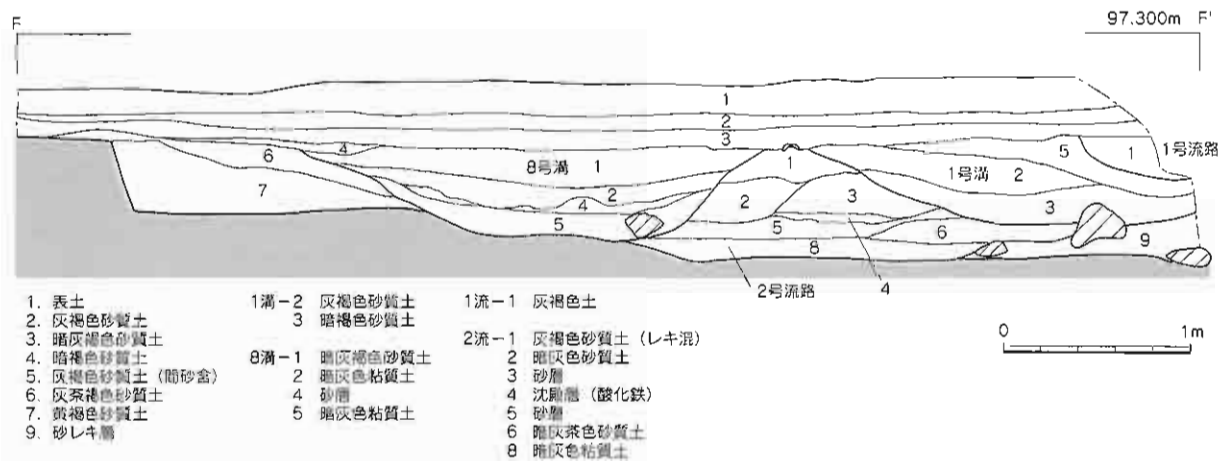 F
97.300m F'
1
2
3
4
6
7
8号溝 1
2
4
5
1
2
3
5
4
6
8
2号流路
1号溝 2
3
5
1
1号流路
9
0 1m
1. 表土
2. 灰褐色砂質土
3. 暗灰褐色砂質土
4. 暗褐色砂質土
5. 灰褐色砂質土（間砂含）
6. 灰茶褐色砂質土
7. 黄褐色砂質土
9. 砂レキ層
1溝－2 灰褐色砂質土
3 暗褐色砂質土
8溝－1 暗灰褐色砂質土
2 暗灰色粘質土
4 砂層
5 暗灰色粘質土
1流－1 灰褐色土
2流－1 灰褐色砂質土（レキ混）
2 暗灰色砂質土
3 砂層
4 沈殿層（酸化鉄）
5 砂層
6 暗灰茶色砂質土
8 暗灰色粘質土